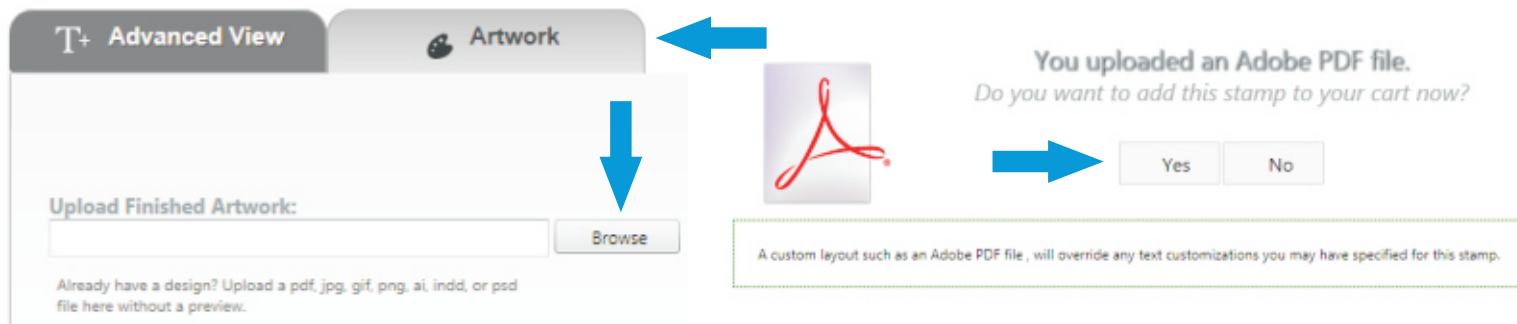 T+ Advanced View
Artwork
Upload Finished Artwork:
Browse
Already have a design? Upload a pdf, jpg, gif, png, ai, indd, or psd
file here without a preview.
You uploaded an Adobe PDF file.
Do you want to add this stamp to your cart now?
Yes
No
A custom layout such as an Adobe PDF file , will override any text customizations you may have specified for this stamp.